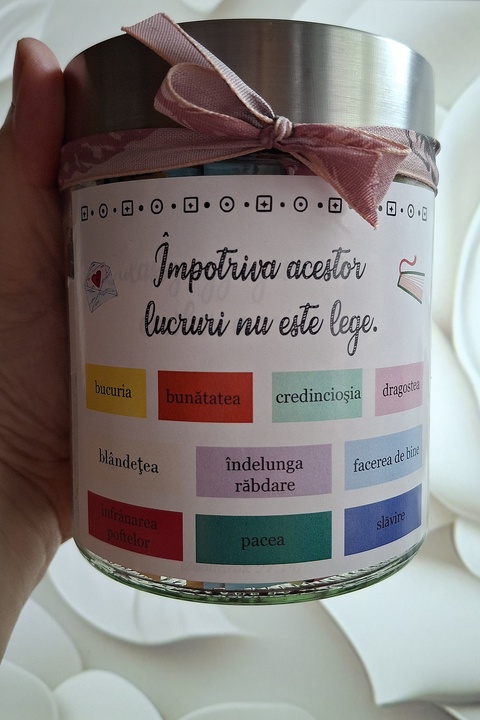 Împotriva acestor
lucruri nu este lege.
bucuria bunătatea credincioșia dragostea
blândețea îndelunga răbdare facerea de bine
înfrânarea poftelor pacea slăvire